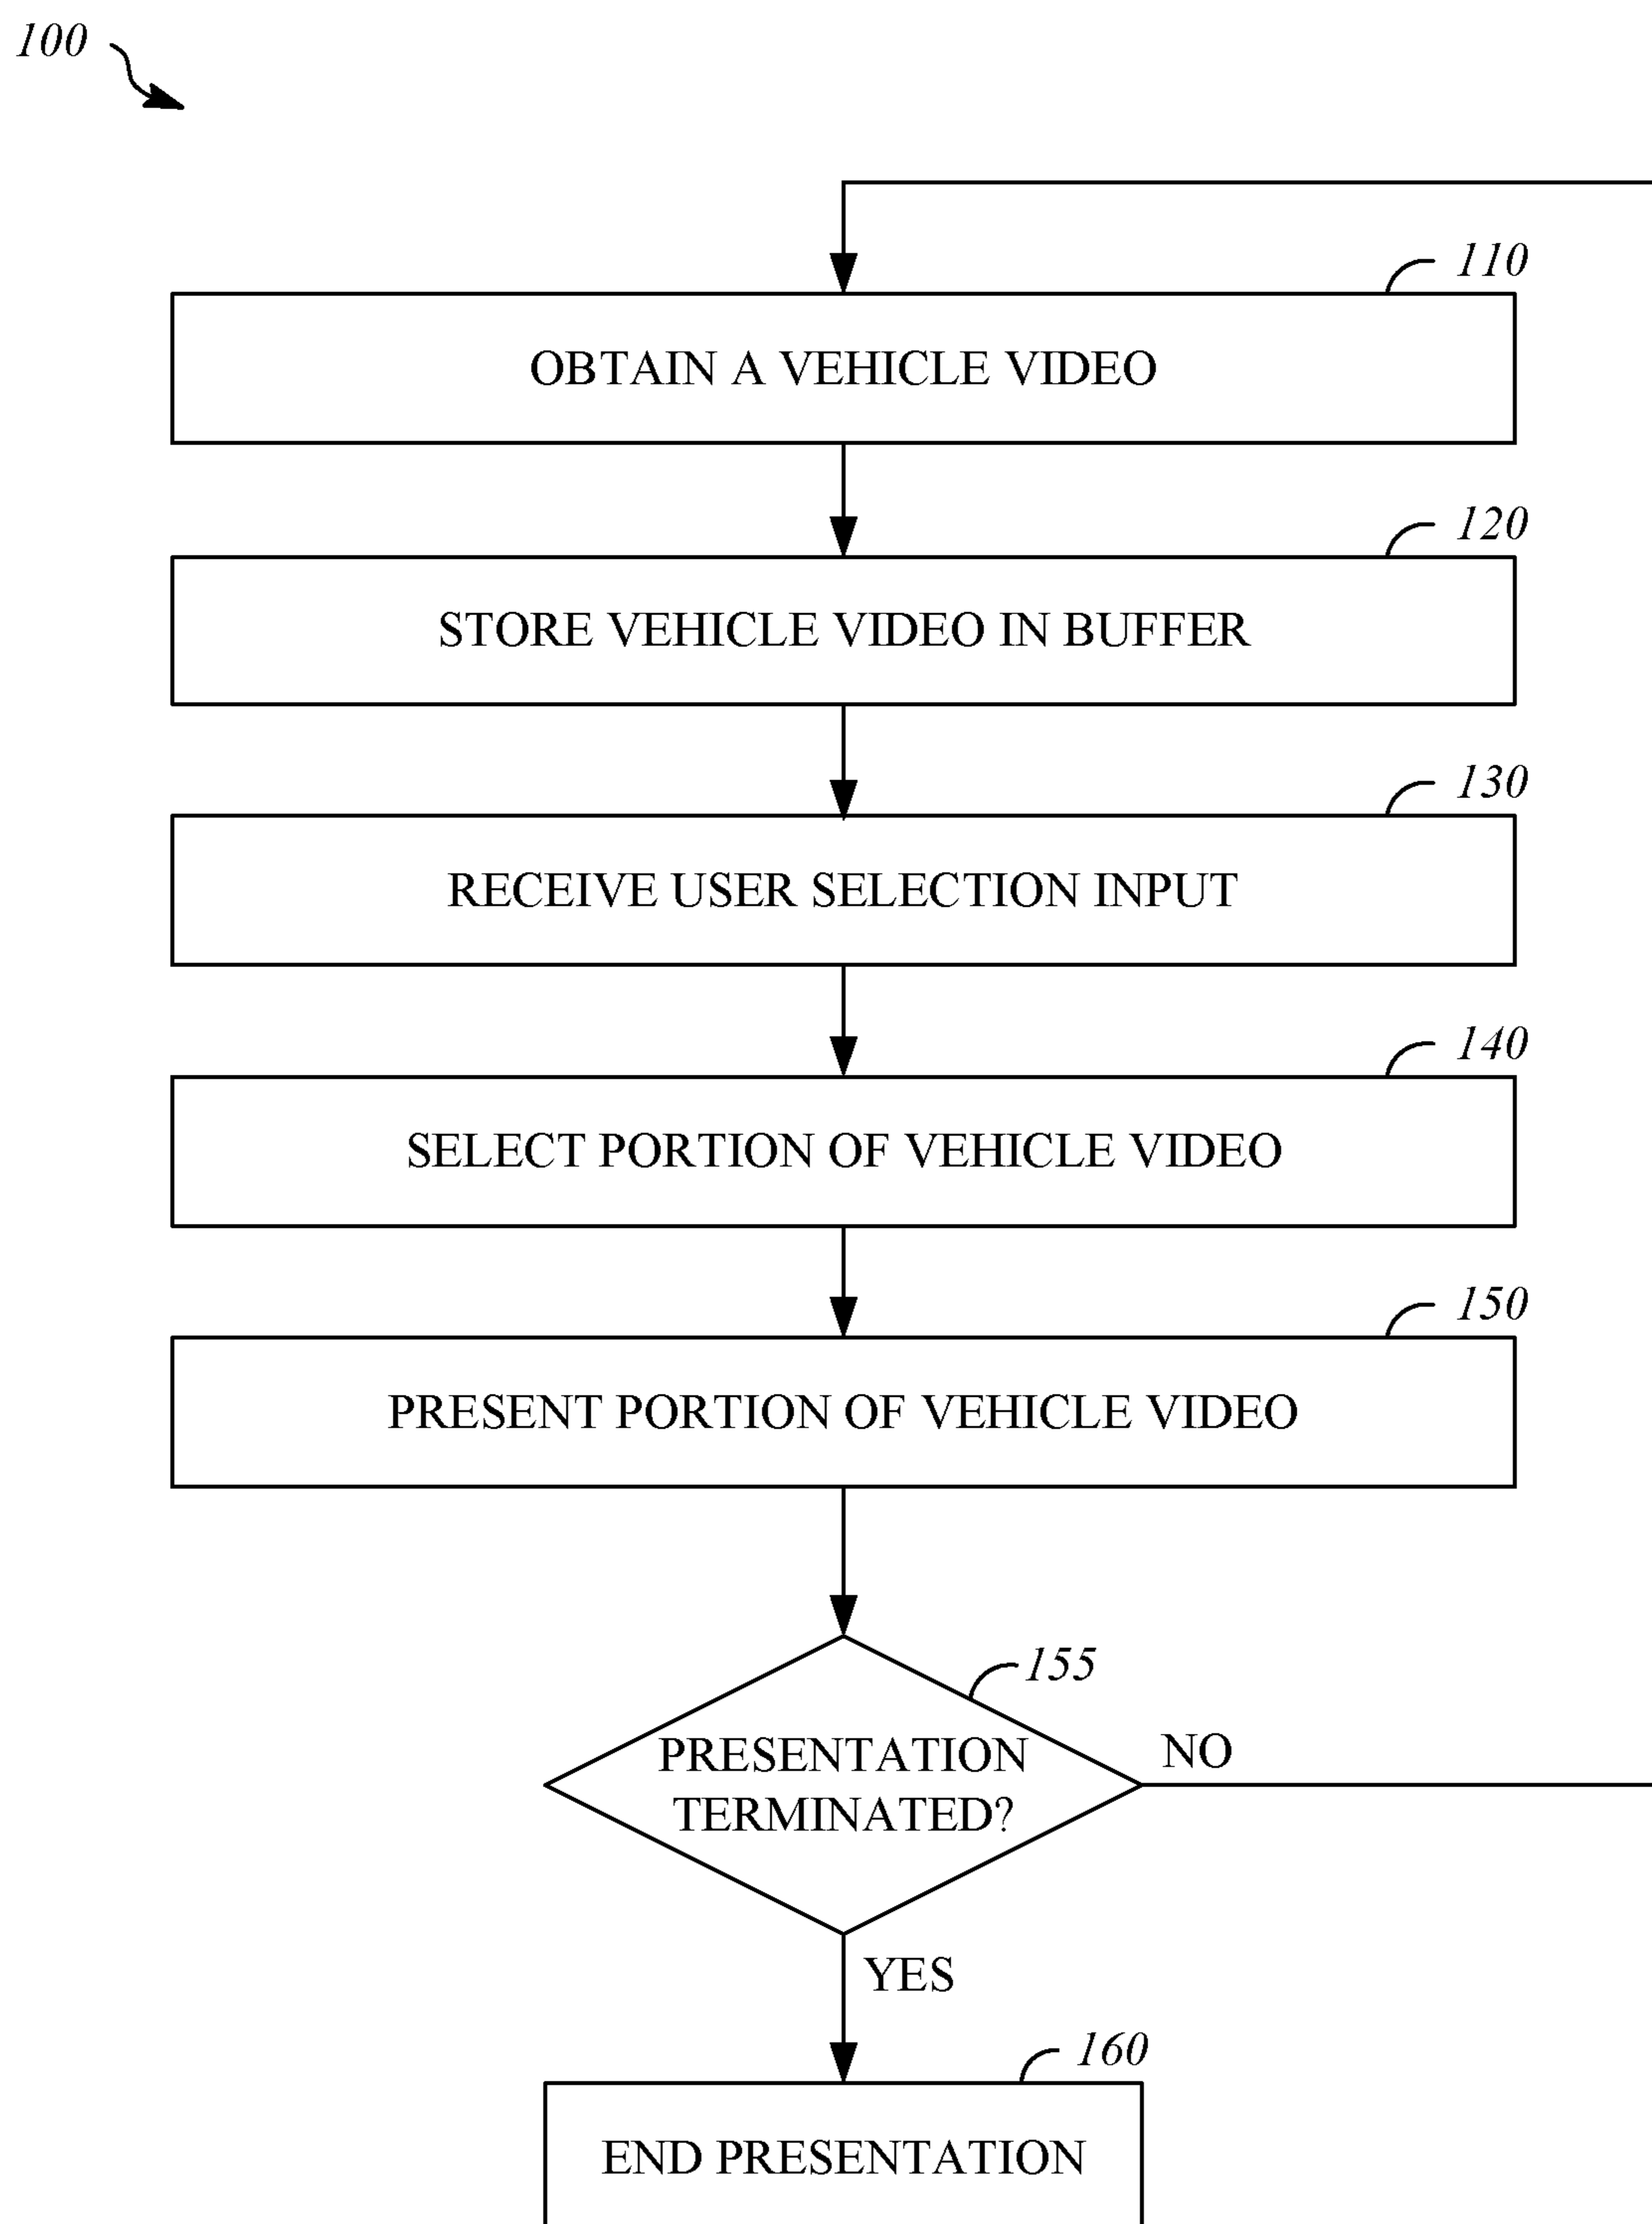 100
110
OBTAIN A VEHICLE VIDEO
120
STORE VEHICLE VIDEO IN BUFFER
130
RECEIVE USER SELECTION INPUT
140
SELECT PORTION OF VEHICLE VIDEO
150
PRESENT PORTION OF VEHICLE VIDEO
155
PRESENTATION
TERMINATED?
NO
YES
160
END PRESENTATION